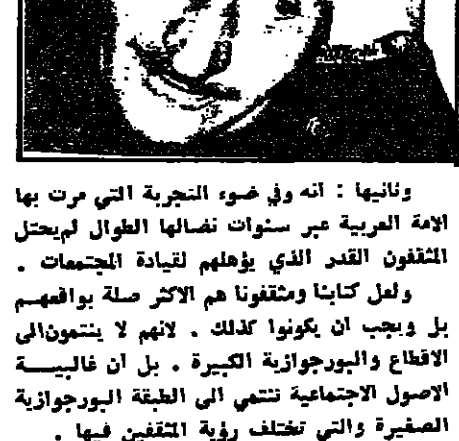 وثانيها : أنه وفي ضوء التجربة التي مرت بها
الامة العربية عبر سنوات نضالها الطوال لم يحتل
المثقفون القدر الذي يؤهلهم لقيادة المجتمعات .
ولعل كتابنا ومثقفونا هم الاكثر صلة بواقعهم
بل ويجب ان يكونوا كذلك . لانهم لا ينتمون الى
الاقطاع والبورجوازية الكبيرة . بل ان غالبية
الاصول الاجتماعية تنتمي الى الطبقة البورجوازية
الصغيرة والتي تختلف رؤية المثقفين فيها .